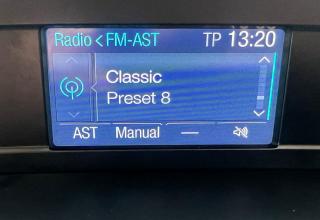 Radio < FM-AST TP 13:20
Classic
Preset 8
AST Manual —